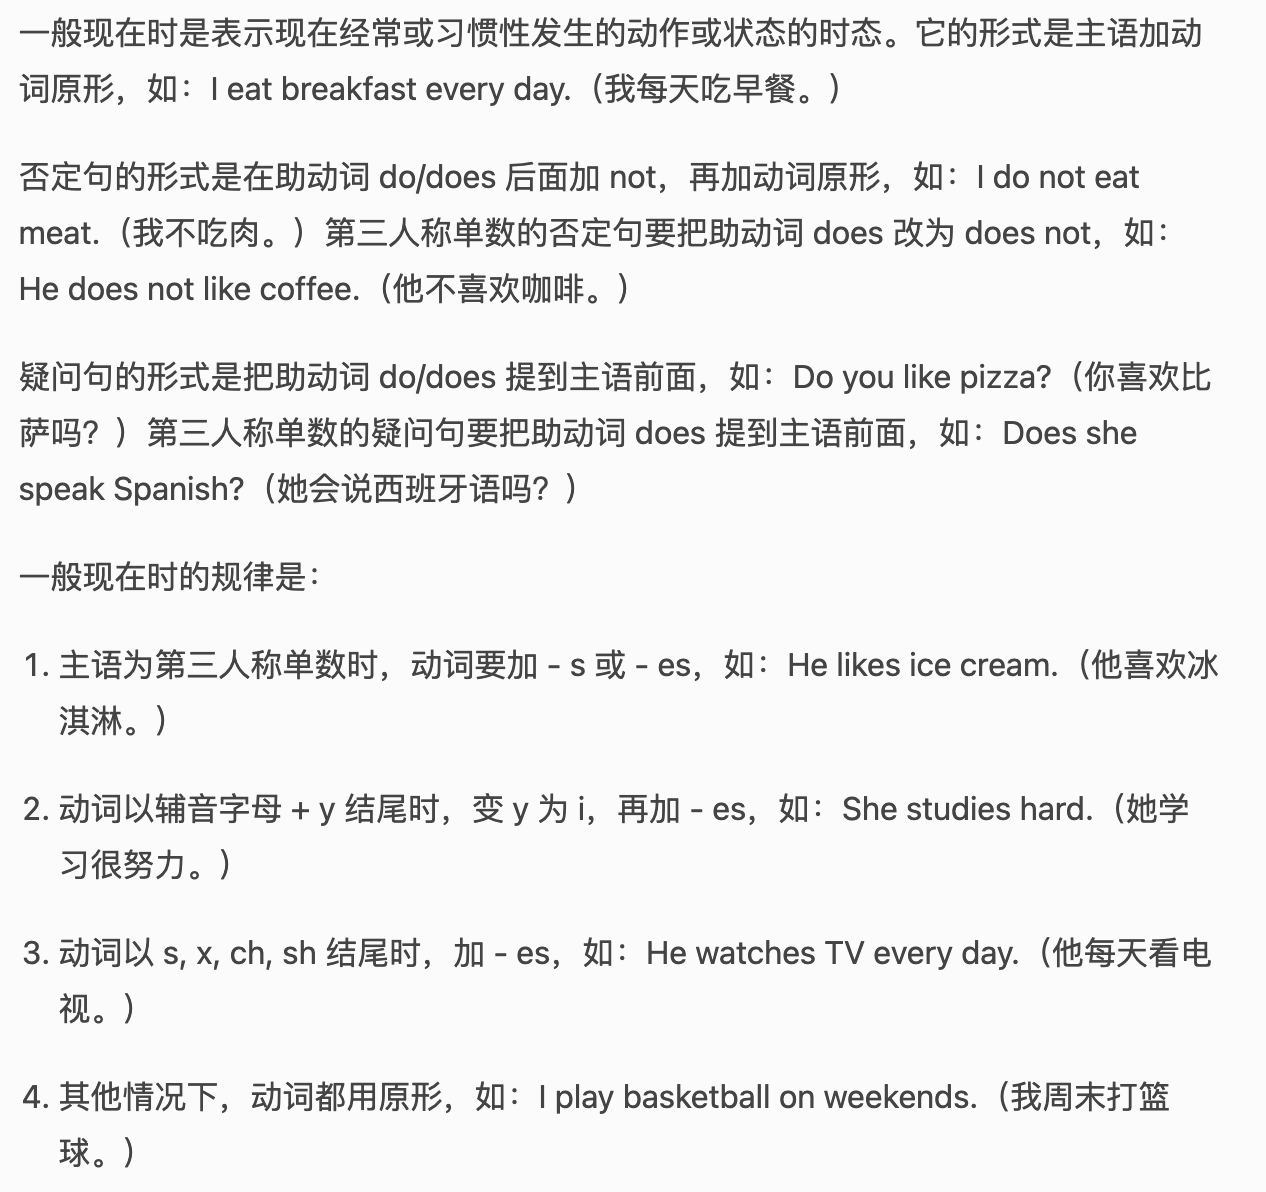 一般现在时是表示现在经常或习惯性发生的动作或状态的时态。它的形式是主语加动
词原形，如：I eat breakfast every day.（我每天吃早餐。）
否定句的形式是在助动词 do/does 后面加 not，再加动词原形，如：I do not eat
meat.（我不吃肉。）第三人称单数的否定句要把助动词 does 改为 does not，如：
He does not like coffee.（他不喜欢咖啡。）
疑问句的形式是把助动词 do/does 提到主语前面，如：Do you like pizza?（你喜欢比
萨吗？）第三人称单数的疑问句要把助动词 does 提到主语前面，如：Does she
speak Spanish?（她会说西班牙语吗？）
一般现在时的规律是：
1. 主语为第三人称单数时，动词要加 - s 或 - es，如：He likes ice cream.（他喜欢冰
淇淋。）
2. 动词以辅音字母 + y 结尾时，变 y 为 i，再加 - es，如：She studies hard.（她学
习很努力。）
3. 动词以 s, x, ch, sh 结尾时，加 - es，如：He watches TV every day.（他每天看电
视。）
4. 其他情况下，动词都用原形，如：I play basketball on weekends.（我周末打篮
球。）